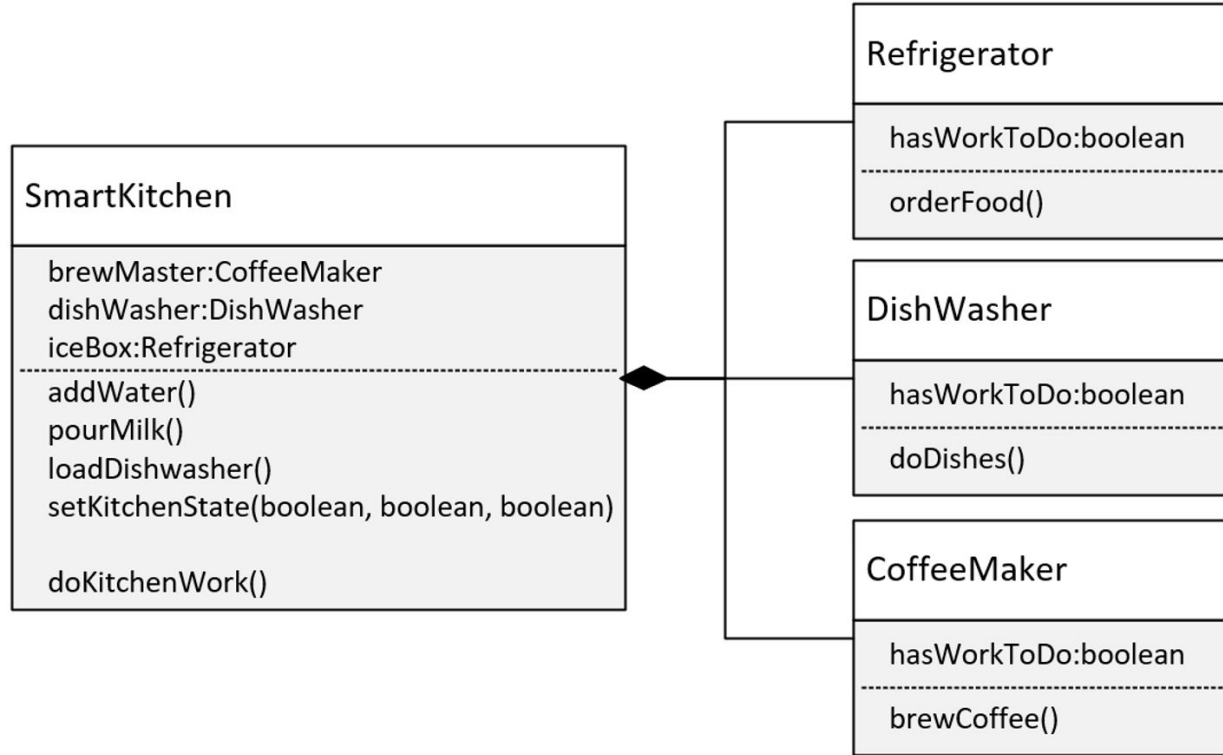 SmartKitchen
brewMaster:CoffeeMaker
dishWasher:DishWasher
iceBox:Refrigerator
addWater()
pourMilk()
loadDishwasher()
setKitchenState(boolean, boolean, boolean)
doKitchenWork()
Refrigerator
hasWorkToDo:boolean
orderFood()
DishWasher
hasWorkToDo:boolean
doDishes()
CoffeeMaker
hasWorkToDo:boolean
brewCoffee()